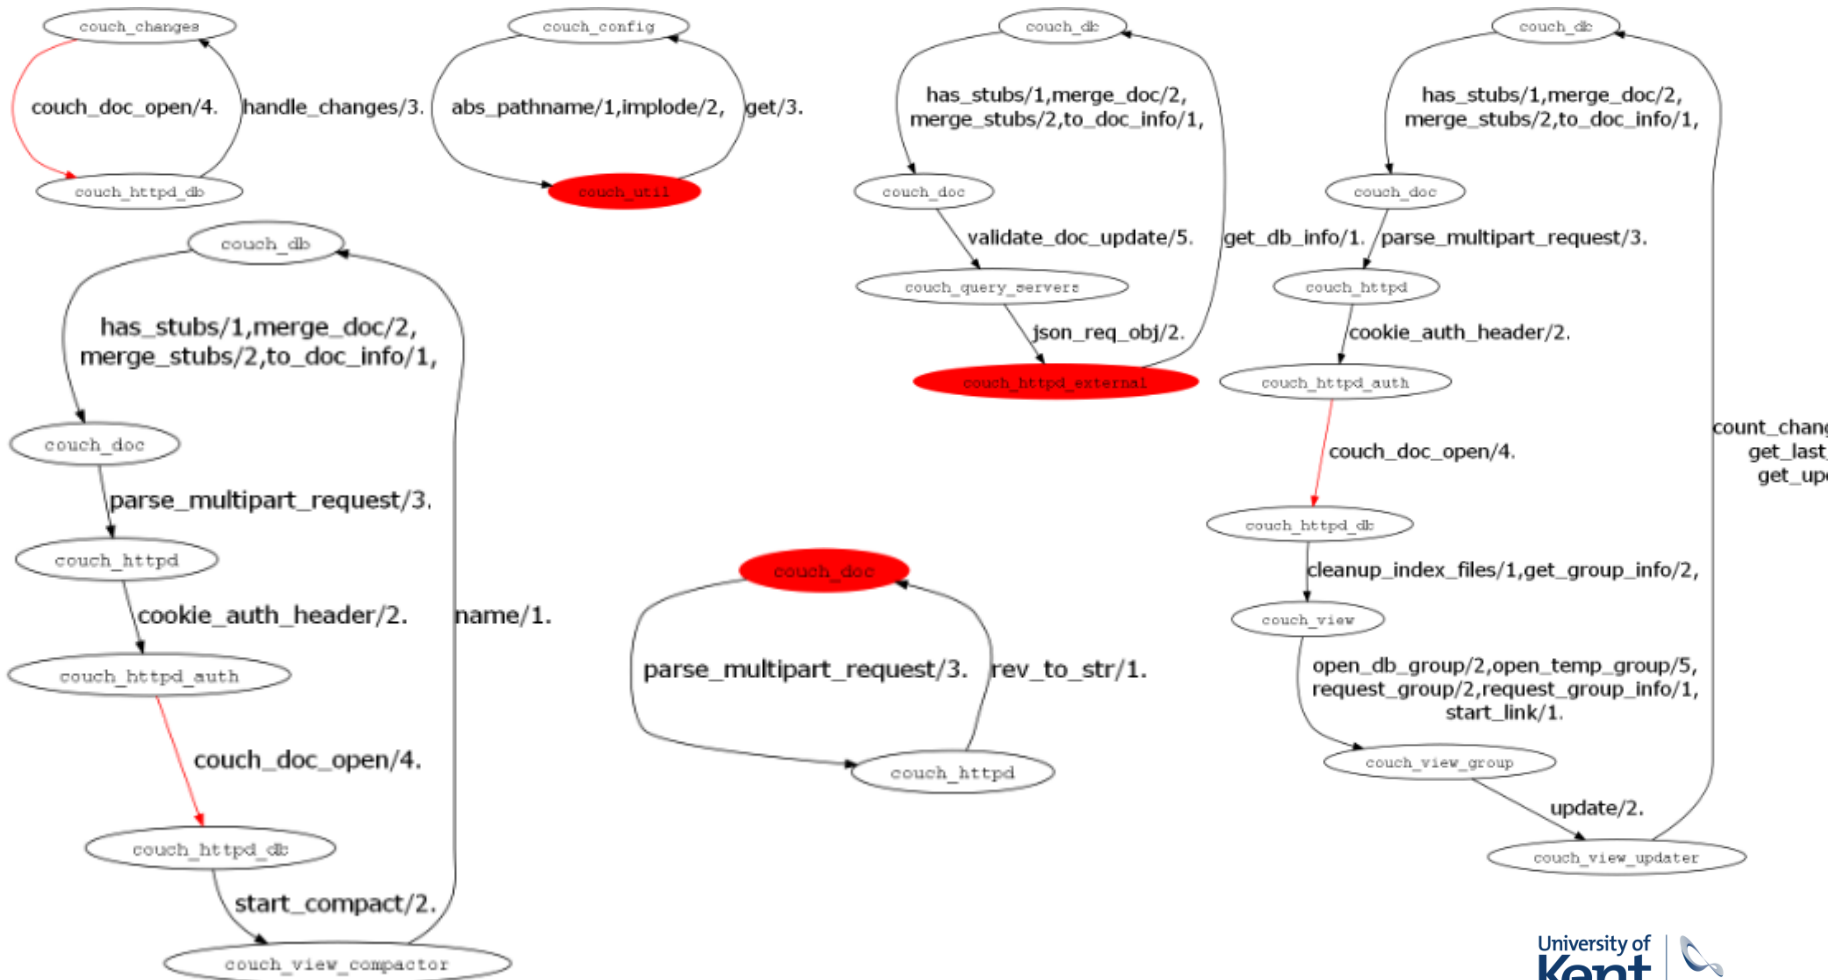 couch_changes
couch_doc_open/4.
handle_changes/3.
couch_httpd_db
couch_config
abs_pathname/1,implode/2,
get/3.
couch_util
couch_db
has_stubs/1,merge_doc/2,
merge_stubs/2,to_doc_info/1,
couch_doc
validate_doc_update/5.
get_db_info/1.
couch_query_servers
json_req_obj/2.
couch_httpd_external
couch_db
has_stubs/1,merge_doc/2,
merge_stubs/2,to_doc_info/1,
couch_doc
parse_multipart_request/3.
couch_httpd
cookie_auth_header/2.
couch_httpd_auth
couch_doc_open/4.
count_chang
get_last_
get_upd
couch_httpd_db
cleanup_index_files/1,get_group_info/2,
couch_view
open_db_group/2,open_temp_group/5,
request_group/2,request_group_info/1,
start_link/1.
couch_view_group
update/2.
couch_view_updater
couch_db
has_stubs/1,merge_doc/2,
merge_stubs/2,to_doc_info/1,
couch_doc
parse_multipart_request/3.
couch_httpd
cookie_auth_header/2.
name/1.
couch_httpd_auth
couch_doc_open/4.
couch_httpd_db
start_compact/2.
couch_view_compactor
couch_doc
parse_multipart_request/3.
rev_to_str/1.
couch_httpd
University of
Kent